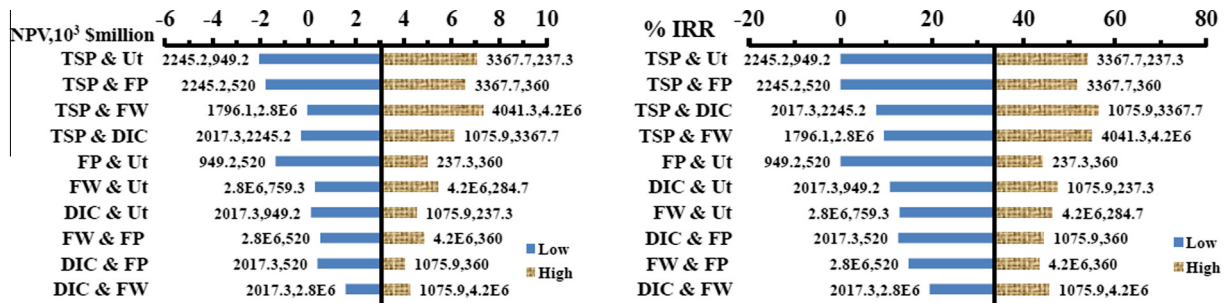 -6 -4 -2 0 2 4 6 8 10
NPV,10³ $million
TSP & Ut 2245.2,949.2 3367.7,237.3
TSP & FP 2245.2,520 3367.7,360
TSP & FW 1796.1,2.8E6 4041.3,4.2E6
TSP & DIC 2017.3,2245.2 1075.9,3367.7
FP & Ut 949.2,520 237.3,360
FW & Ut 2.8E6,759.3 4.2E6,284.7
DIC & Ut 2017.3,949.2 1075.9,237.3
FW & FP 2.8E6,520 4.2E6,360
DIC & FP 2017.3,520 1075.9,360
DIC & FW 2017.3,2.8E6 1075.9,4.2E6
Low
High
-20 0 20 40 60 80
% IRR
TSP & Ut 2245.2,949.2 3367.7,237.3
TSP & FP 2245.2,520 3367.7,360
TSP & DIC 2017.3,2245.2 1075.9,3367.7
TSP & FW 1796.1,2.8E6 4041.3,4.2E6
FP & Ut 949.2,520 237.3,360
DIC & Ut 2017.3,949.2 1075.9,237.3
FW & Ut 2.8E6,759.3 4.2E6,284.7
DIC & FP 2017.3,520 1075.9,360
FW & FP 2.8E6,520 4.2E6,360
DIC & FW 2017.3,2.8E6 1075.9,4.2E6
Low
High